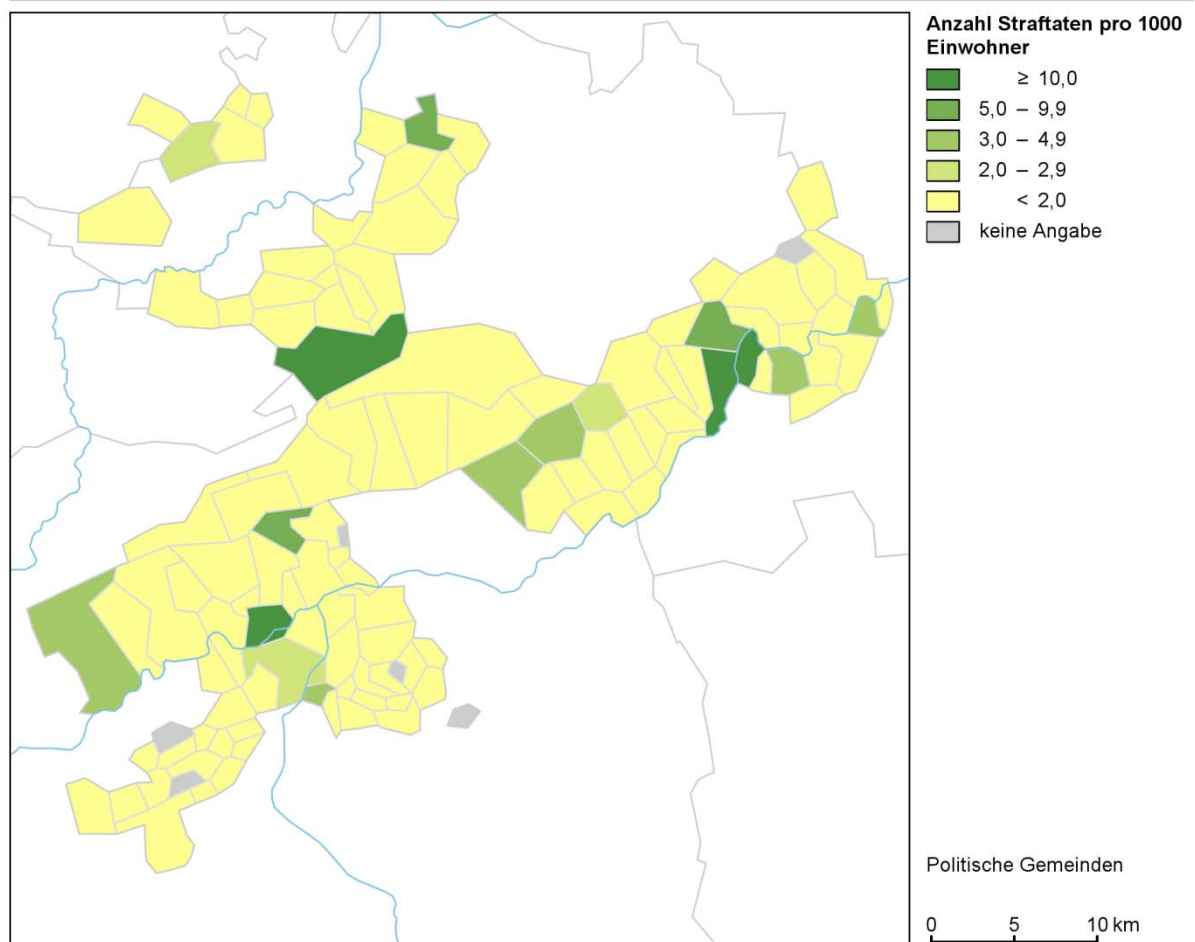 Anzahl Straftaten pro 1000
Einwohner
≥ 10,0
5,0 – 9,9
3,0 – 4,9
2,0 – 2,9
< 2,0
keine Angabe
Politische Gemeinden
0 5 10 km